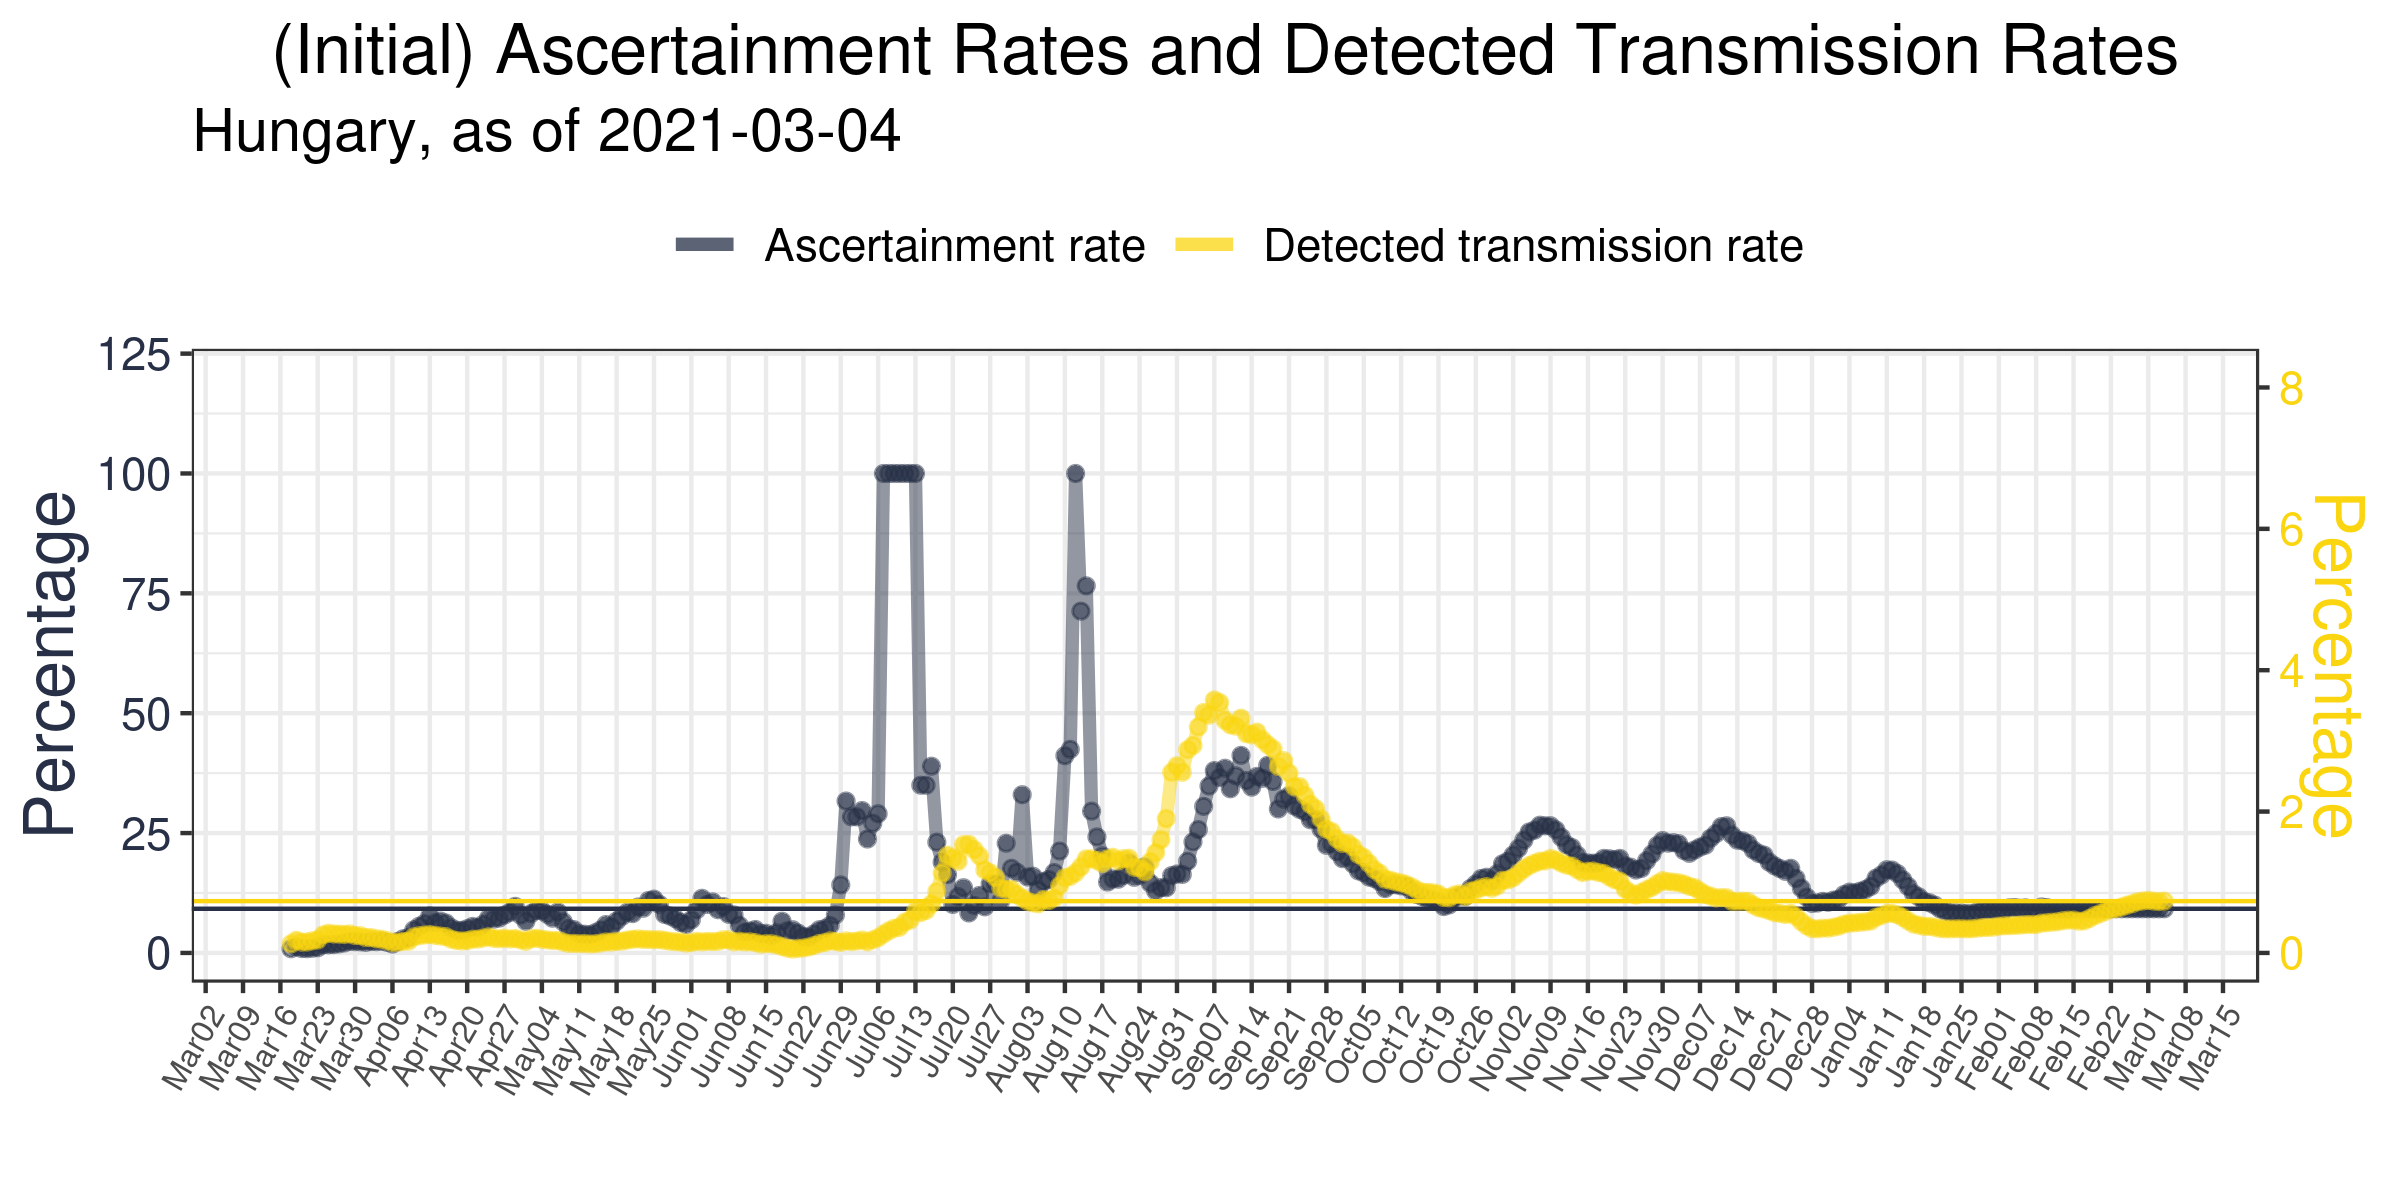 (Initial) Ascertainment Rates and Detected Transmission Rates
Hungary, as of 2021-03-04
Ascertainment rate
Detected transmission rate
Percentage
125
100
75
50
25
0
8
6
4
2
0
Percentage
Mar02
Mar09
Mar16
Mar23
Mar30
Apr06
Apr13
Apr20
Apr27
May04
May11
May18
May25
Jun01
Jun08
Jun15
Jun22
Jun29
Jul06
Jul13
Jul20
Jul27
Aug03
Aug10
Aug17
Aug24
Aug31
Sep07
Sep14
Sep21
Sep28
Oct05
Oct12
Oct19
Oct26
Nov02
Nov09
Nov16
Nov23
Nov30
Dec07
Dec14
Dec21
Dec28
Jan04
Jan11
Jan18
Jan25
Feb01
Feb08
Feb15
Feb22
Mar01
Mar08
Mar15